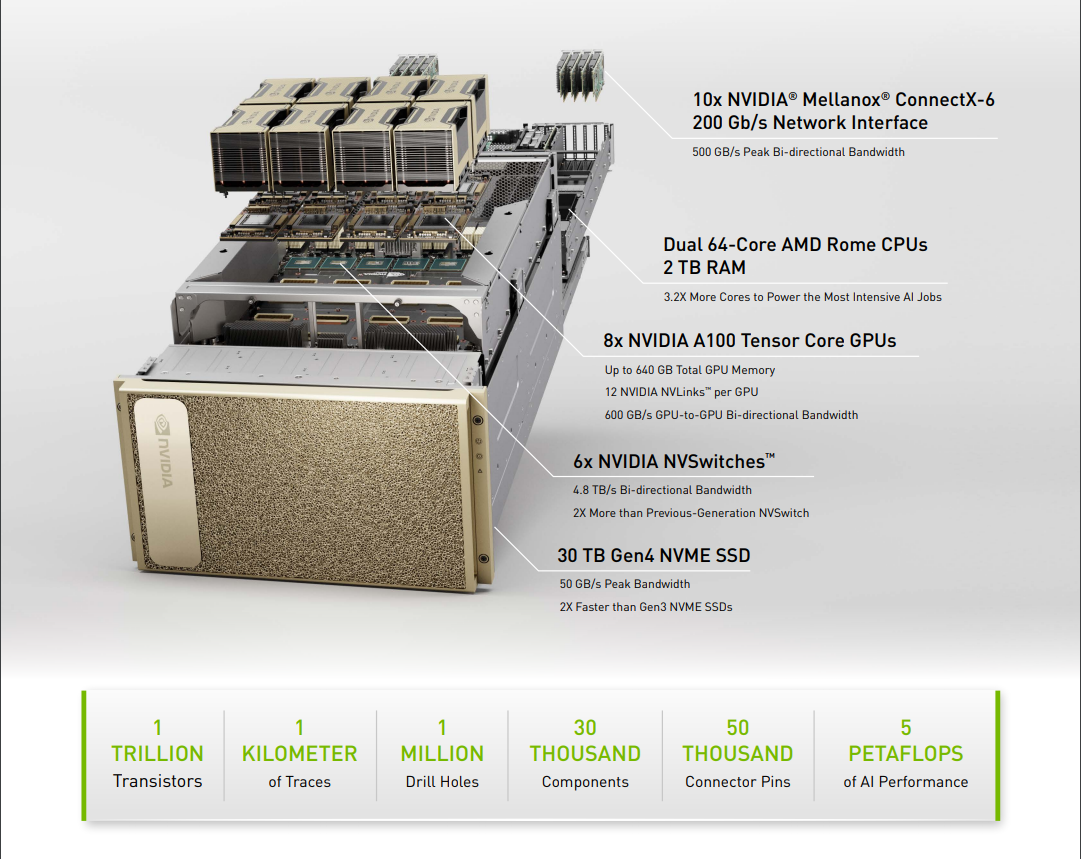 10x NVIDIA® Mellanox® ConnectX-6
200 Gb/s Network Interface
500 GB/s Peak Bi-directional Bandwidth
Dual 64-Core AMD Rome CPUs
2 TB RAM
3.2X More Cores to Power the Most Intensive AI Jobs
8x NVIDIA A100 Tensor Core GPUs
Up to 640 GB Total GPU Memory
12 NVIDIA NVLinks™ per GPU
600 GB/s GPU-to-GPU Bi-directional Bandwidth
6x NVIDIA NVSwitches™
4.8 TB/s Bi-directional Bandwidth
2X More than Previous-Generation NVSwitch
30 TB Gen4 NVME SSD
50 GB/s Peak Bandwidth
2X Faster than Gen3 NVME SSDs
nVIDIA
1
TRILLION
Transistors
1
KILOMETER
of Traces
1
MILLION
Drill Holes
30
THOUSAND
Components
50
THOUSAND
Connector Pins
5
PETAFLOPS
of AI Performance